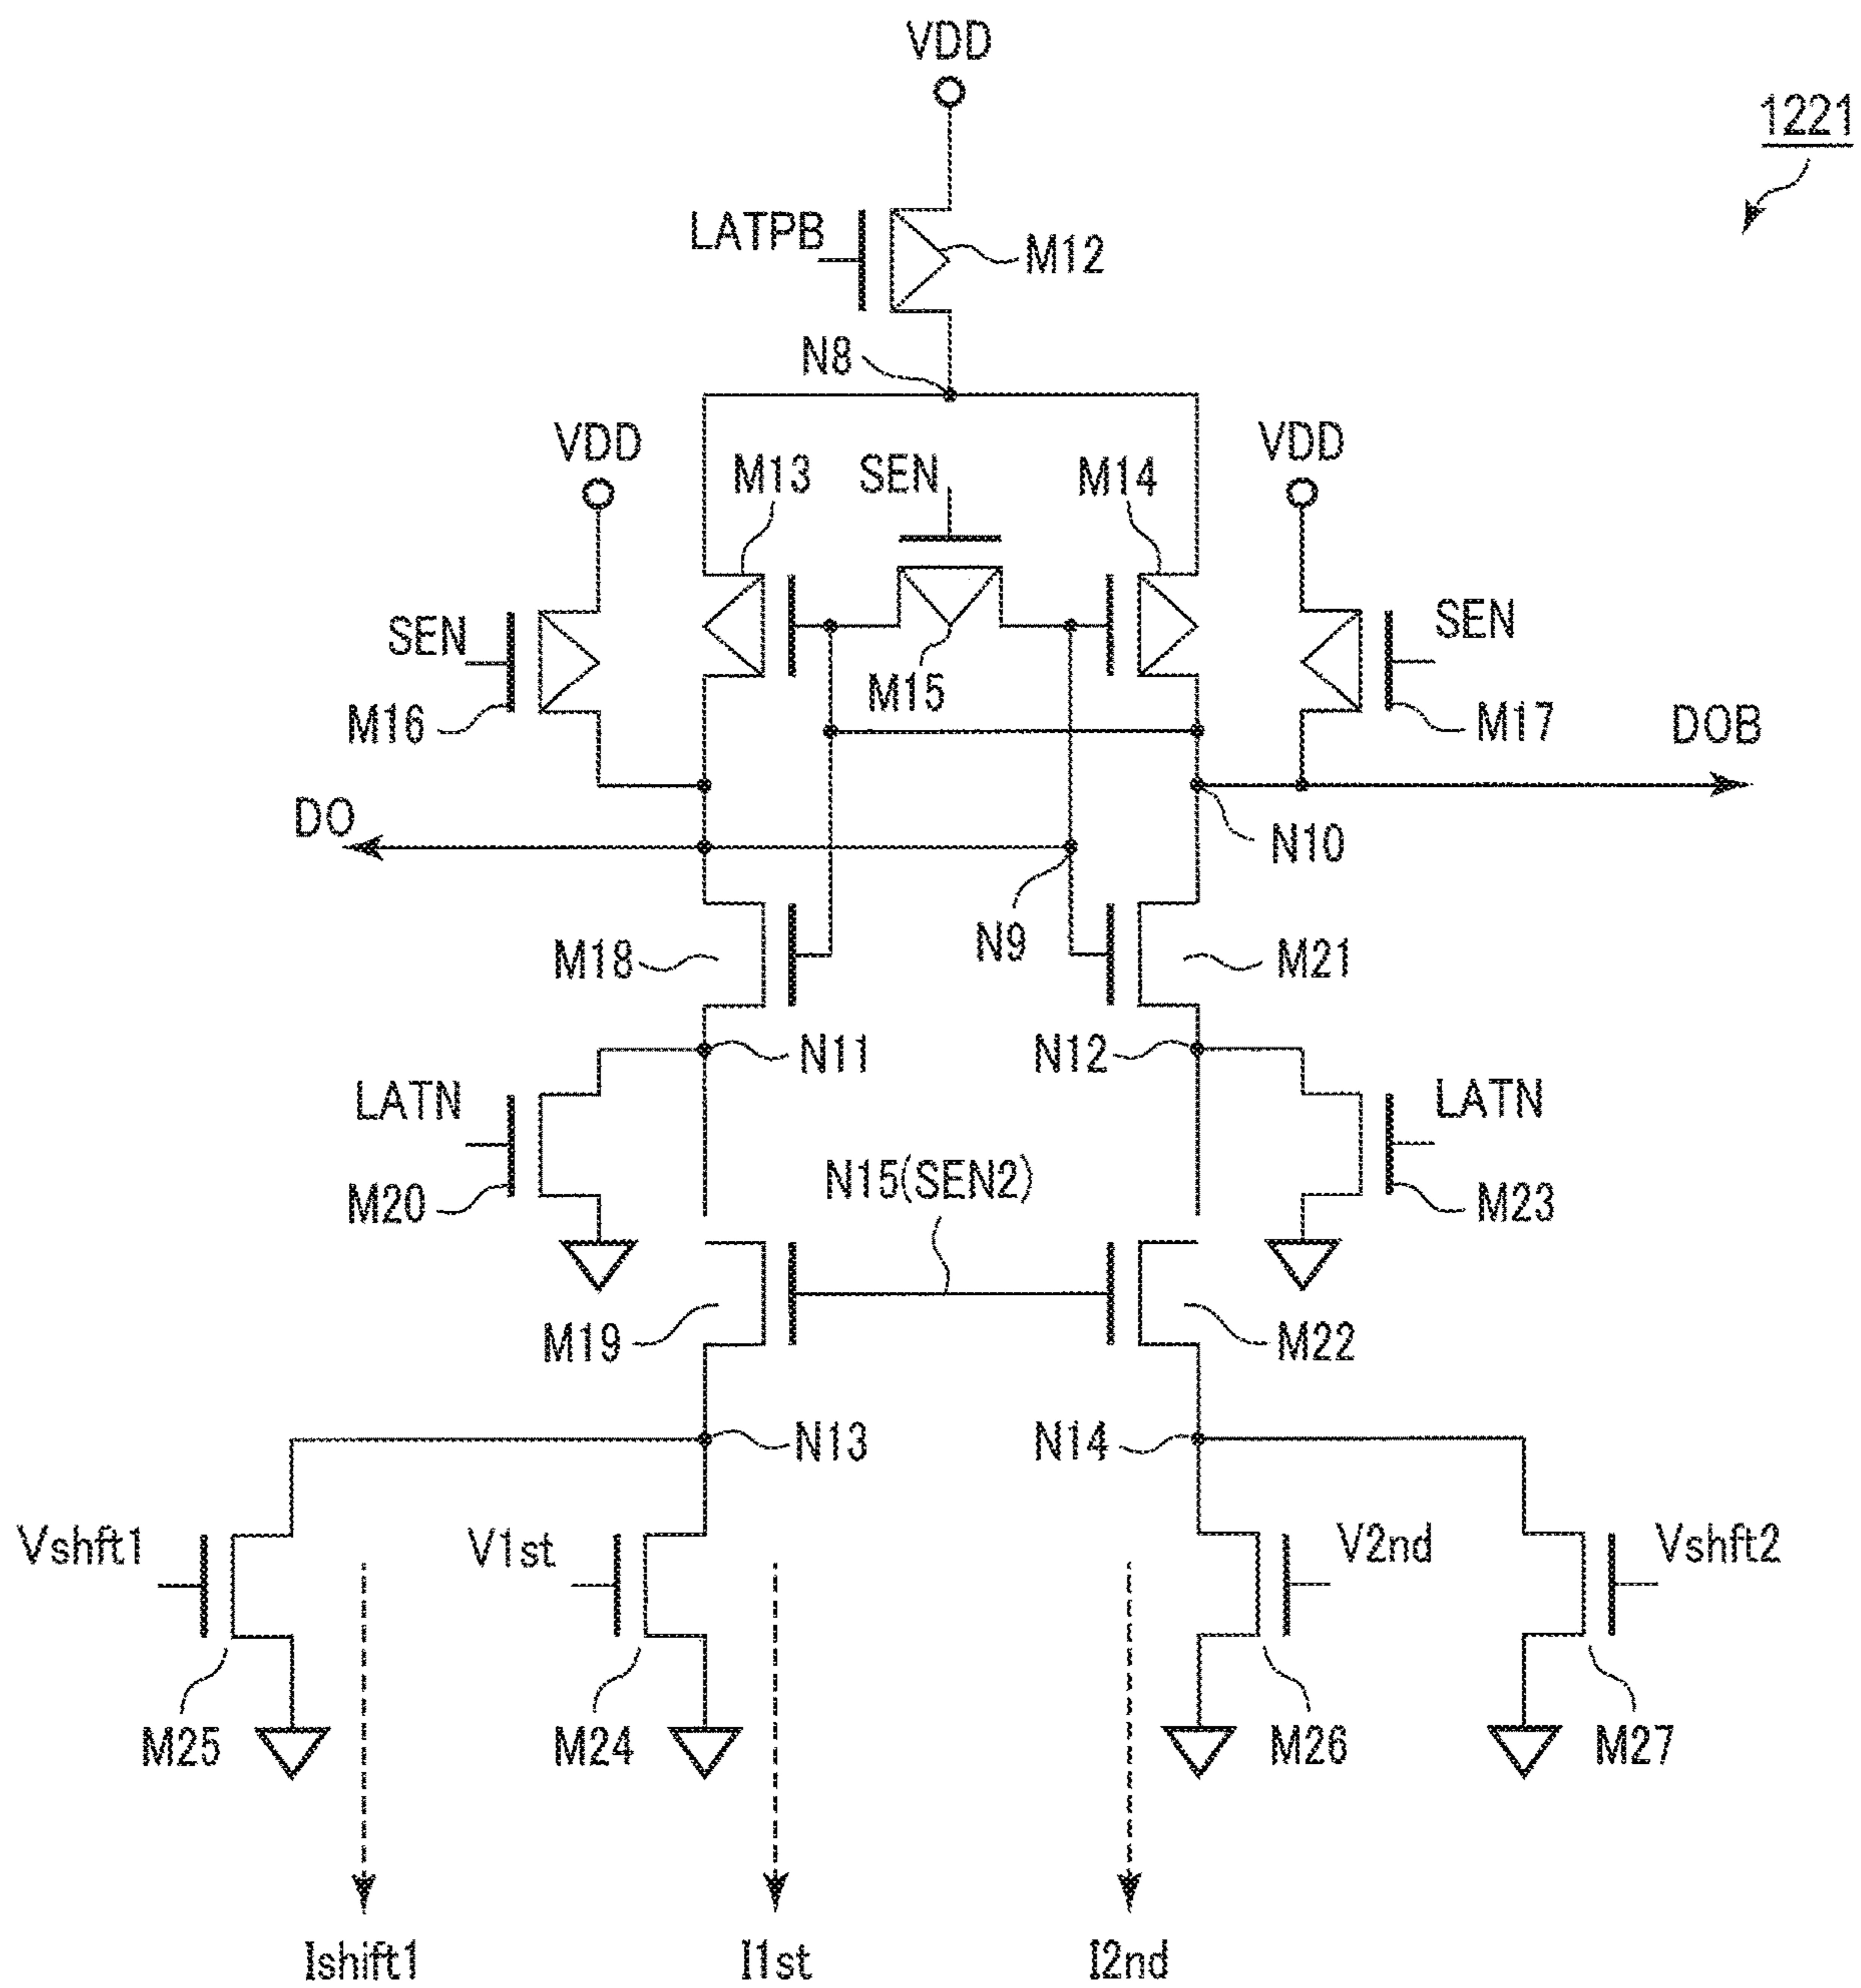 VDD
1221
LATPB
M12
N8
VDD
M13
SEN
M14
VDD
SEN
M16
M15
SEN
M17
DOB
DO
N10
N9
M18
M21
N11
N12
LATN
M20
N15(SEN2)
LATN
M23
M19
M22
N13
N14
Vshft1
V1st
V2nd
Vshft2
M25
M24
M26
M27
Ishift1
I1st
I2nd